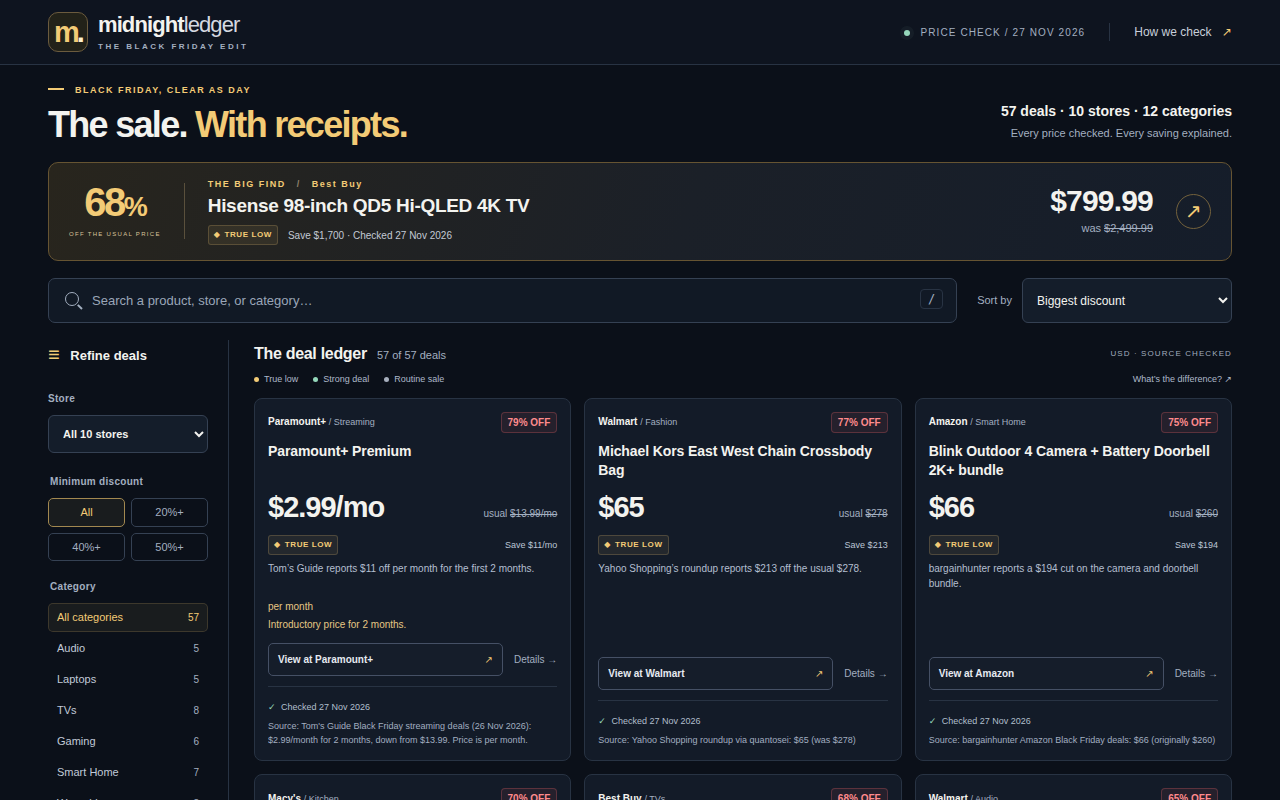 m.
midnightledger
THE BLACK FRIDAY EDIT
PRICE CHECK / 27 NOV 2026
How we check ↗
BLACK FRIDAY, CLEAR AS DAY
The sale. With receipts.
57 deals · 10 stores · 12 categories
Every price checked. Every saving explained.
68%
OFF THE USUAL PRICE
THE BIG FIND / Best Buy
Hisense 98-inch QD5 Hi-QLED 4K TV
◆ TRUE LOW Save $1,700 · Checked 27 Nov 2026
$799.99
was $2,499.99
↗
Search a product, store, or category…
/
Sort by
Biggest discount
Refine deals
Store
All 10 stores
Minimum discount
All
20%+
40%+
50%+
Category
All categories 57
Audio 5
Laptops 5
TVs 8
Gaming 6
Smart Home 7
The deal ledger 57 of 57 deals
USD · SOURCE CHECKED
True low Strong deal Routine sale
What's the difference? ↗
Paramount+ / Streaming
79% OFF
Paramount+ Premium
$2.99/mo
usual $13.99/mo
◆ TRUE LOW
Save $11/mo
Tom's Guide reports $11 off per month for the first 2 months.
per month
Introductory price for 2 months.
View at Paramount+ ↗
Details →
✓ Checked 27 Nov 2026
Source: Tom's Guide Black Friday streaming deals (26 Nov 2026):
$2.99/month for 2 months, down from $13.99. Price is per month.
Walmart / Fashion
77% OFF
Michael Kors East West Chain Crossbody
Bag
$65
usual $278
◆ TRUE LOW
Save $213
Yahoo Shopping's roundup reports $213 off the usual $278.
View at Walmart ↗
Details →
✓ Checked 27 Nov 2026
Source: Yahoo Shopping roundup via quantosei: $65 (was $278)
Amazon / Smart Home
75% OFF
Blink Outdoor 4 Camera + Battery Doorbell
2K+ bundle
$66
usual $260
◆ TRUE LOW
Save $194
bargainhunter reports a $194 cut on the camera and doorbell
bundle.
View at Amazon ↗
Details →
✓ Checked 27 Nov 2026
Source: bargainhunter Amazon Black Friday deals: $66 (originally $260)
Macy's / Kitchen
70% OFF
Best Buy / TVs
68% OFF
Walmart / Audio
65% OFF